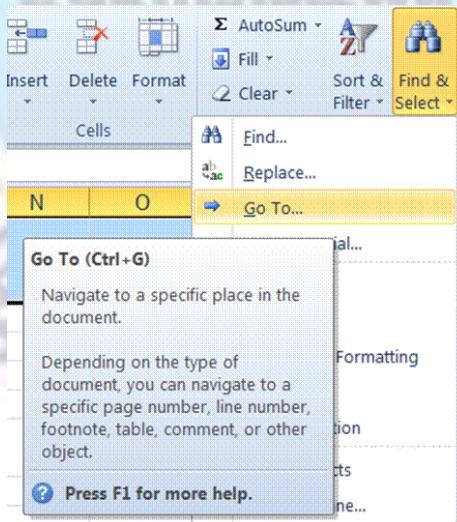 Σ AutoSum
Fill
Clear
Insert Delete Format
Sort & Filter
Find & Select
Cells
Find...
Replace...
N O
Go To...
ial...
Go To (Ctrl+G)
Navigate to a specific place in the
document.
Depending on the type of
document, you can navigate to a
specific page number, line number,
footnote, table, comment, or other
object.
Press F1 for more help.
Formatting
tion
cts
ne...